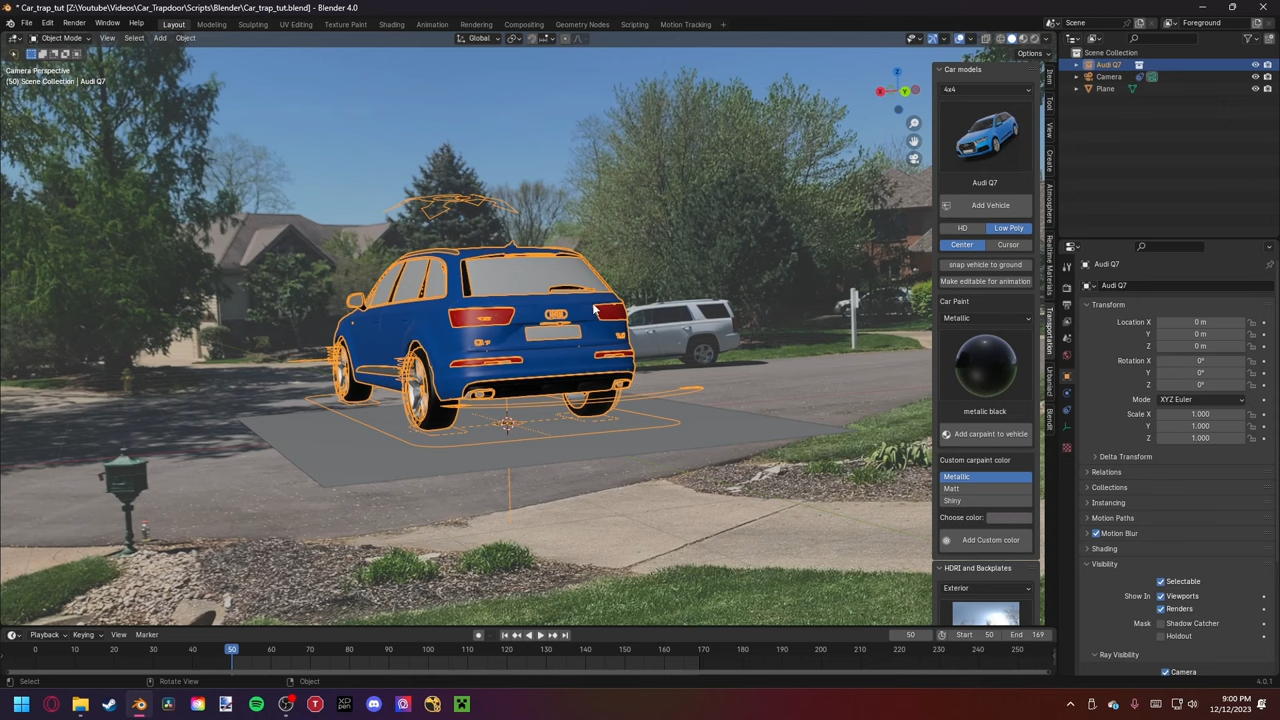 * Car_trap_tut [Z:\Youtube\Videos\Car_Trapdoor\Scripts\Blender\Car_trap_tut.blend] - Blender 4.0
File Edit Render Window Help Layout Modeling Sculpting UV Editing Texture Paint Shading Animation Rendering Compositing Geometry Nodes Scripting Motion Tracking Scene Foreground
Object Mode View Select Add Object Global
Options
Camera Perspective
(50) Scene Collection | Audi Q7
Z
X
Y
Car models
4x4
Audi Q7
Add Vehicle
HD Low Poly
Center Cursor
snap vehicle to ground
Make editable for animation
Car Paint
Metallic
metallic black
Add carpaint to vehicle
Custom carpaint color
Metallic
Matt
Shiny
Choose color:
Add Custom color
HDRI and Backplates
Exterior
Item
Tool
View
Create
Atmosphere
Realtime Materials
Transportation
Urbaniac
BlendR
Scene Collection
Audi Q7
Camera
Plane
Audi Q7
Audi Q7
Transform
Location X 0 m
Y 0 m
Z 0 m
Rotation X 0°
Y 0°
Z 0°
Mode XYZ Euler
Scale X 1.000
Y 1.000
Z 1.000
Delta Transform
Relations
Collections
Instancing
Motion Paths
Motion Blur
Shading
Visibility
Selectable
Show In Viewports
Renders
Mask Shadow Catcher
Holdout
Ray Visibility
Camera
Playback Keying View Marker 50 Start 50 End 169
0 10 20 30 40 50 60 70 80 90 100 110 120 130 140 150 160 170 180 190 200 210 220 230 240 250
Select Rotate View Object 4.0.1
9:00 PM
12/12/2023